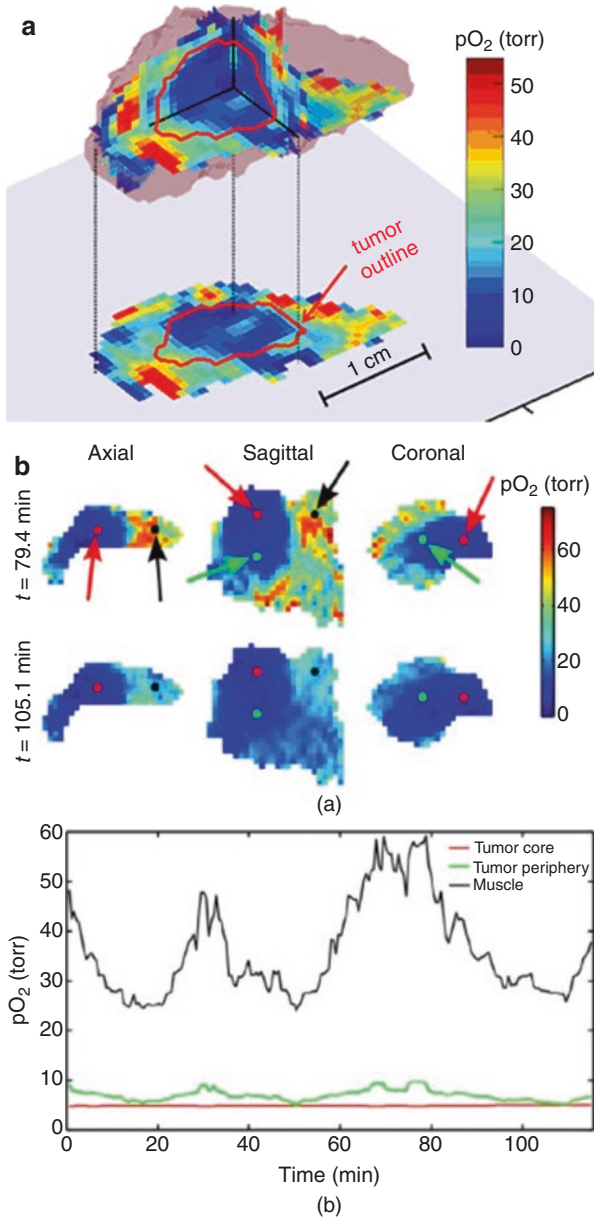 a
pO2 (torr)
50
40
30
20
10
0
tumor
outline
1 cm
b
Axial
Sagittal
Coronal
pO2 (torr)
t = 79.4 min
t = 105.1 min
60
40
20
0
(a)
60
50
40
30
20
10
0
pO2 (torr)
Tumor core
Tumor periphery
Muscle
0 20 40 60 80 100
Time (min)
(b)